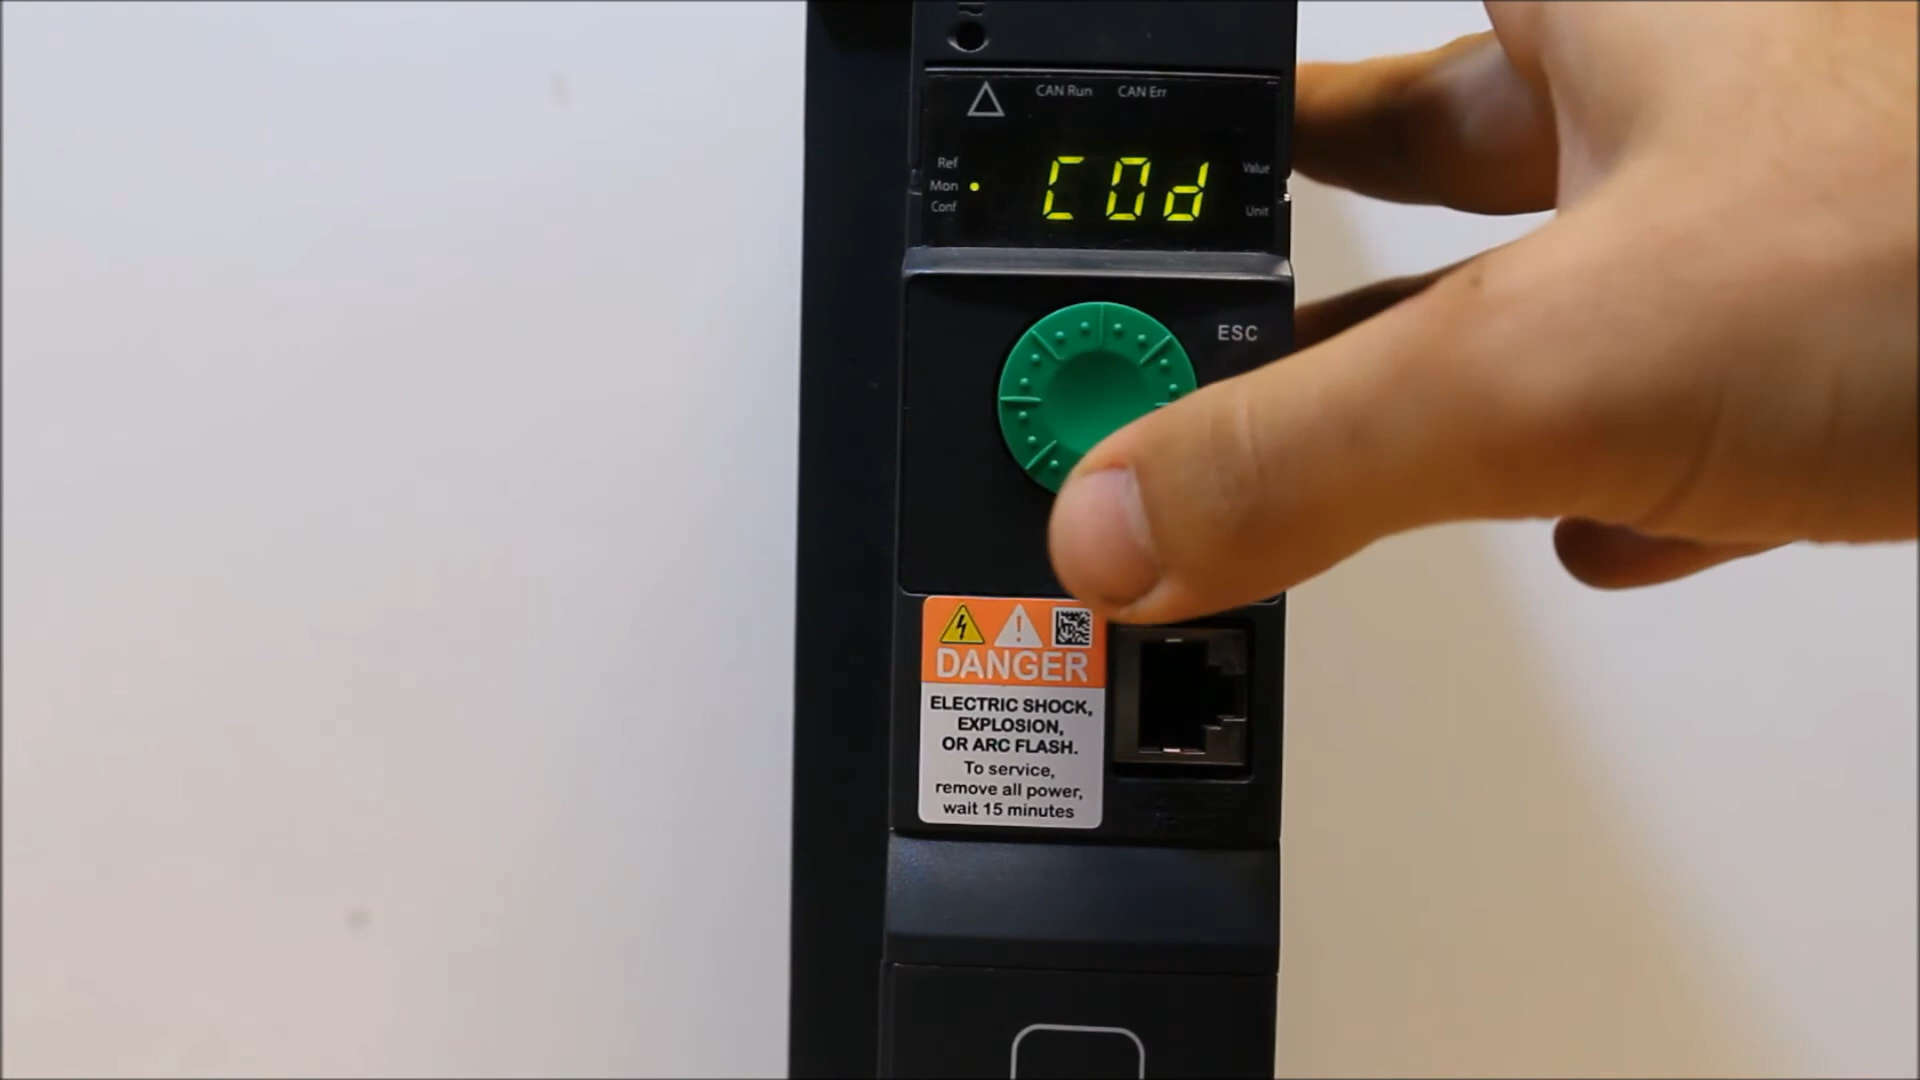 CAN Run CAN Err
Ref
Mon
Conf
COd
Value
Unit
ESC
DANGER
ELECTRIC SHOCK,
EXPLOSION,
OR ARC FLASH.
To service,
remove all power,
wait 15 minutes